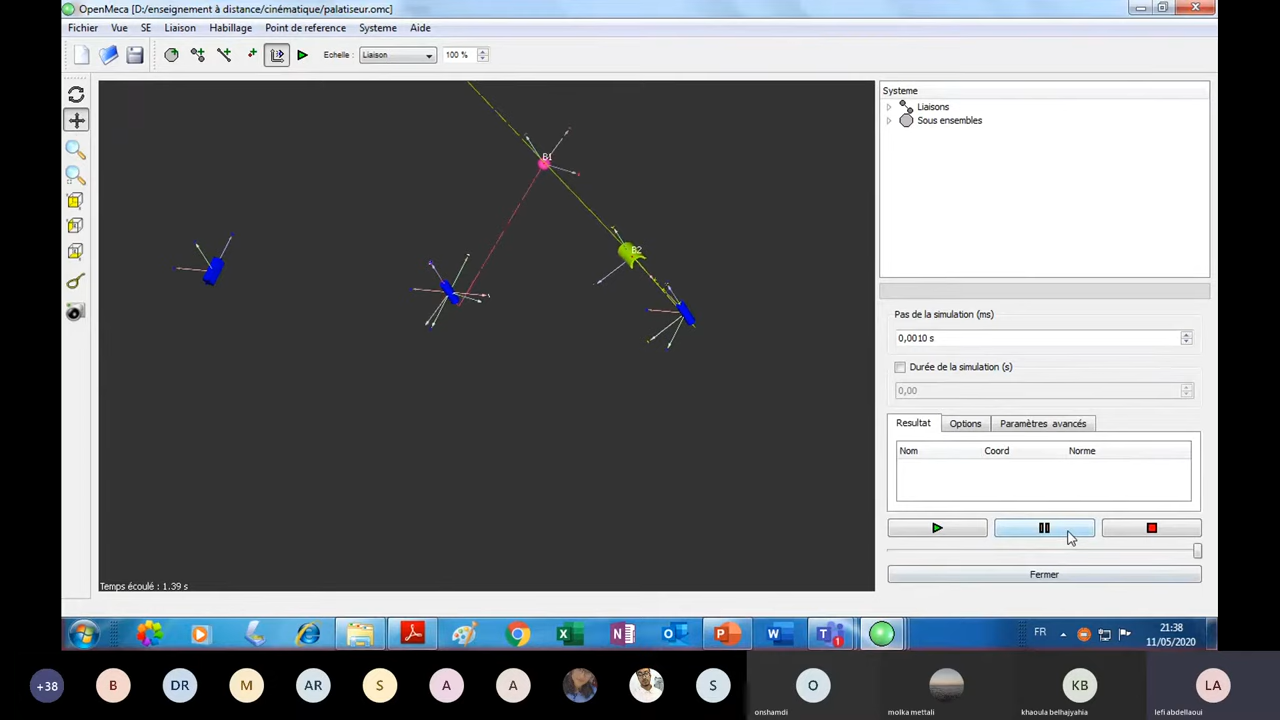 OpenMeca [D:/enseignement à distance/cinématique/palatiseur.omc]
Fichier Vue SE Liaison Habillage Point de reference Systeme Aide
Echelle : Liaison 100 %
Systeme
Liaisons
Sous ensembles
B1
B2
Pas de la simulation (ms)
0,0010 s
Durée de la simulation (s)
0,00
Resultat Options Paramètres avancés
Nom Coord Norme
Fermer
Temps écoulé : 1.39 s
FR
21:38
11/05/2020
+38 B DR M AR S A A S O KB LA
onshamdi molka mettali khaoula belhajyahia lefi abdellaoui